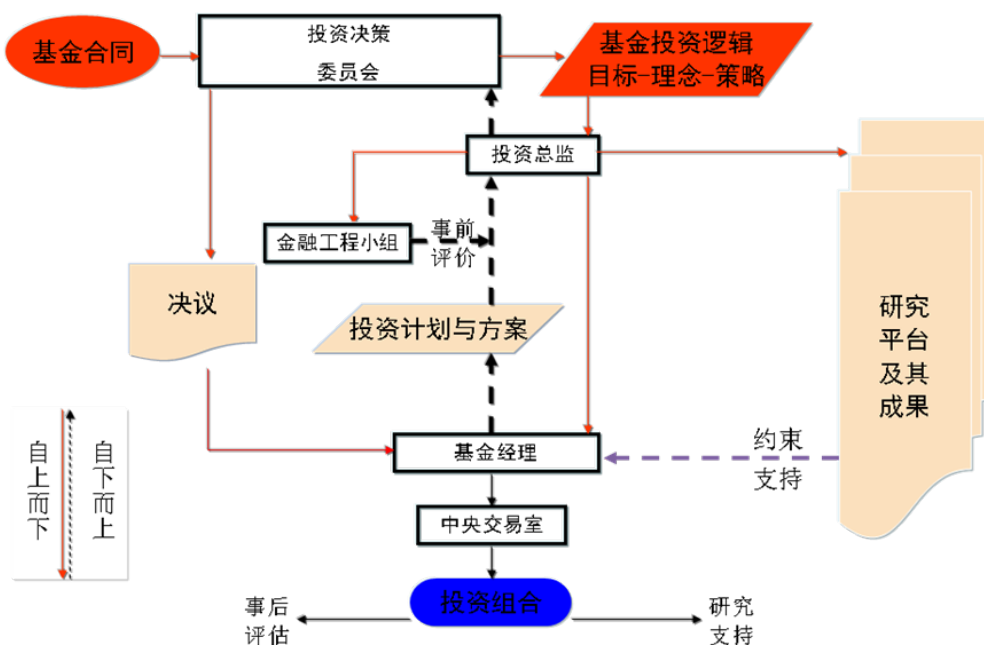 基金合同
投资决策
委员会
基金投资逻辑
目标-理念-策略
投资总监
金融工程小组
事前
评价
决议
投资计划与方案
研究
平台
及其
成果
自上而下
自下而上
基金经理
约束
支持
中央交易室
投资组合
事后
评估
研究
支持